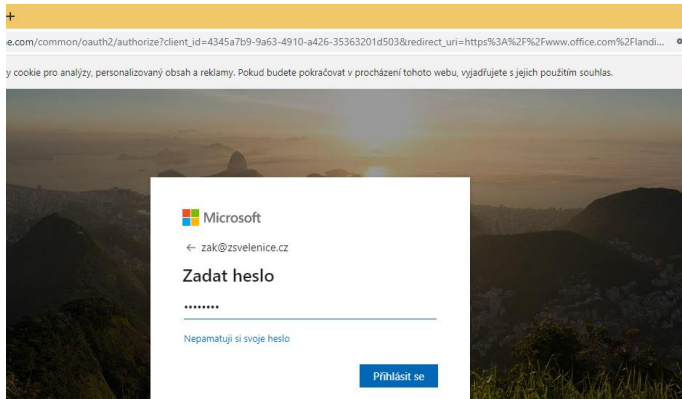 +
e.com/common/oauth2/authorize?client_id=4345a7b9-9a63-4910-a426-35363201d503&redirect_uri=https%3A%2F%2Fwww.office.com%2Flandi...
y cookie pro analýzy, personalizovaný obsah a reklamy. Pokud budete pokračovat v procházení tohoto webu, vyjadřujete s jejich použitím souhlas.
Microsoft
← zak@zsvelenice.cz
Zadat heslo
••••••••
Nepamatuji si svoje heslo
Přihlásit se